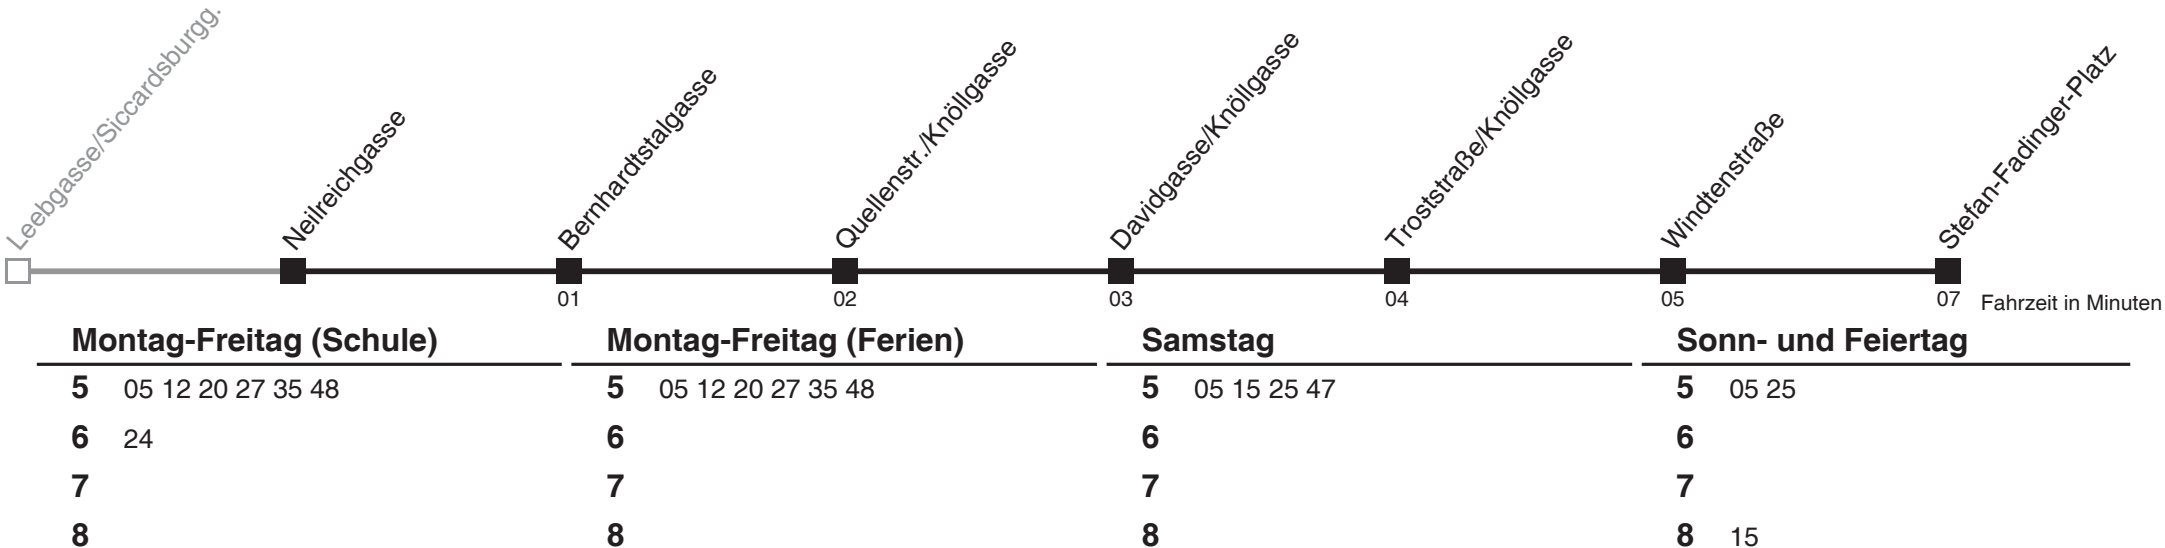 Leebgasse/Siccardsburgg.
Neilreichgasse
Bernhardtstalgasse
Quellenstr./Knöllgasse
Davidgasse/Knöllgasse
Troststraße/Knöllgasse
Windtenstraße
Stefan-Fadinger-Platz
01 02 03 04 05 07 Fahrzeit in Minuten
Montag-Freitag (Schule) Montag-Freitag (Ferien) Samstag Sonn- und Feiertag
5 05 12 20 27 35 48 5 05 12 20 27 35 48 5 05 15 25 47 5 05 25
6 24 6 6 6
7 7 7 7
8 8 8 8 15